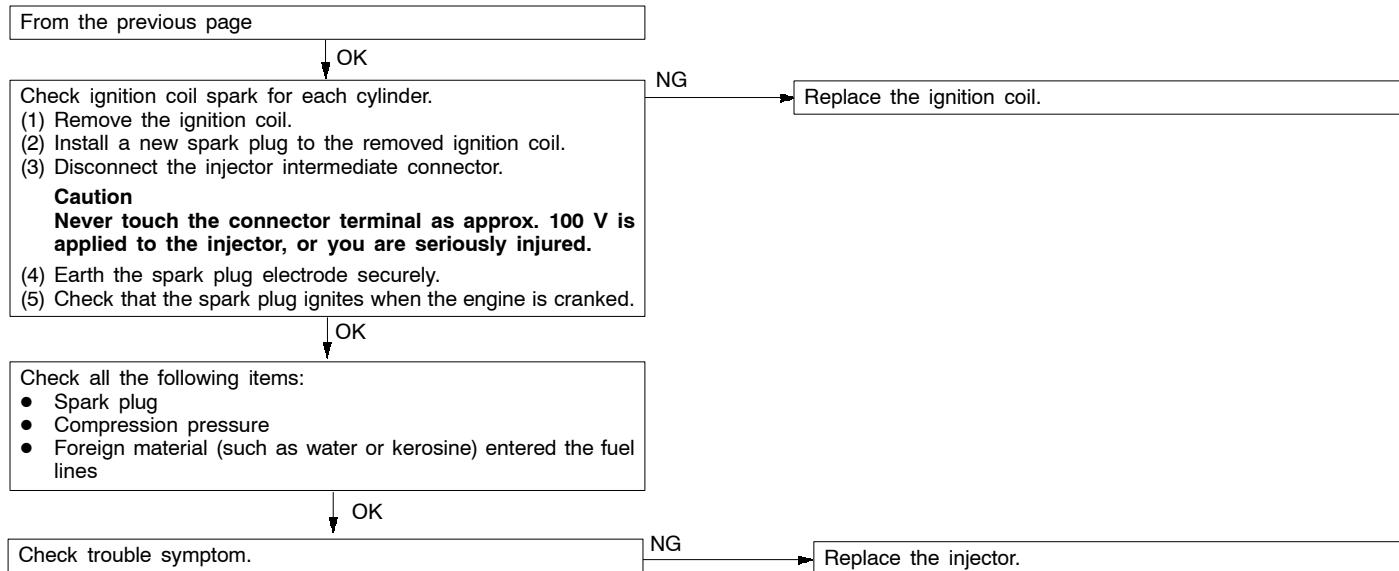 From the previous page
OK
Check ignition coil spark for each cylinder.
(1) Remove the ignition coil.
(2) Install a new spark plug to the removed ignition coil.
(3) Disconnect the injector intermediate connector.
Caution
Never touch the connector terminal as approx. 100 V is
applied to the injector, or you are seriously injured.
(4) Earth the spark plug electrode securely.
(5) Check that the spark plug ignites when the engine is cranked.
NG
Replace the ignition coil.
OK
Check all the following items:
● Spark plug
● Compression pressure
● Foreign material (such as water or kerosine) entered the fuel
lines
OK
Check trouble symptom.
NG
Replace the injector.